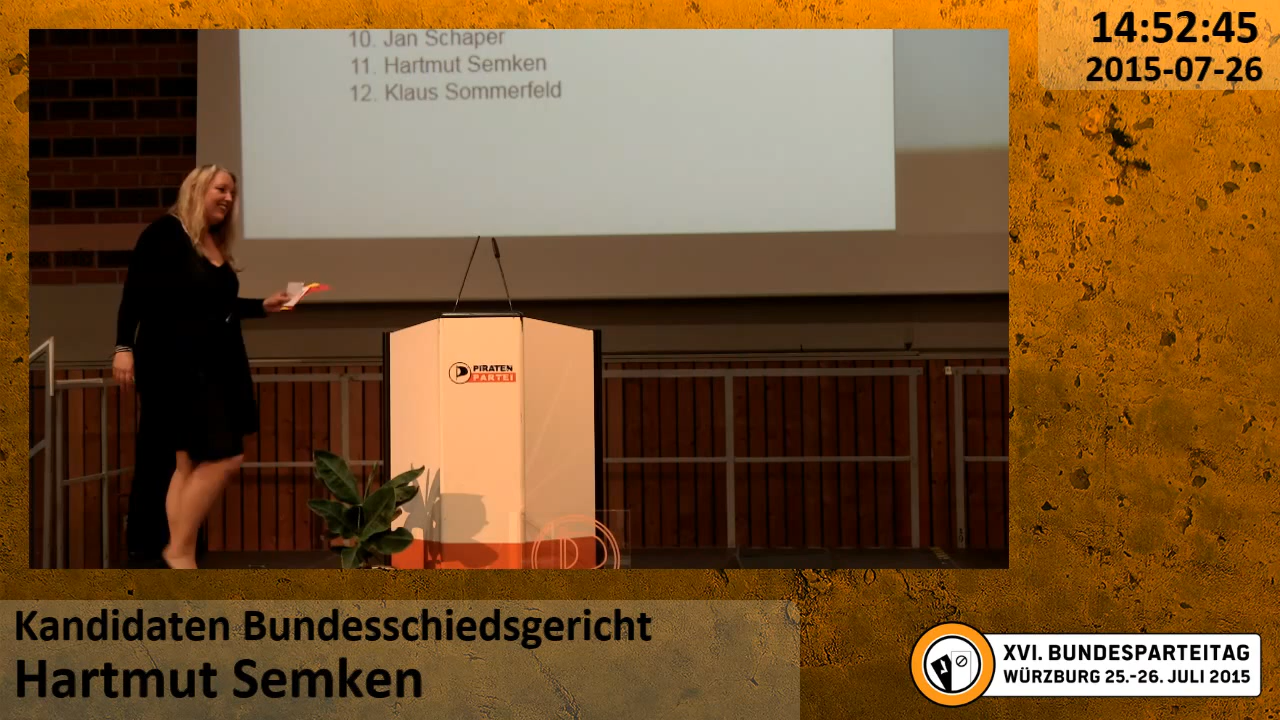 14:52:45
2015-07-26
10. Jan Schaper
11. Hartmut Semken
12. Klaus Sommerfeld
PIRATEN
PARTEI
Kandidaten Bundesschiedsgericht
Hartmut Semken
XVI. BUNDESPARTEITAG
WÜRZBURG 25.-26. JULI 2015